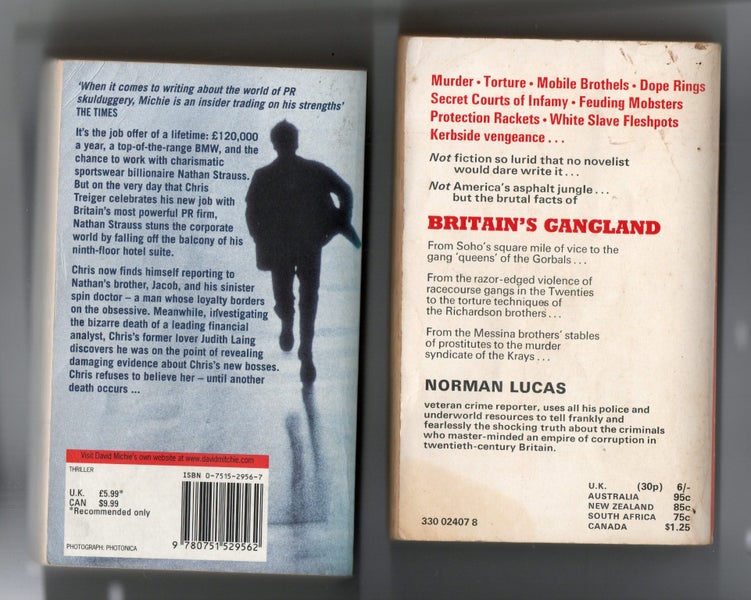 'When it comes to writing about the world of PR
skulduggery, Michie is an insider trading on his strengths'
THE TIMES
It's the job offer of a lifetime: £120,000
a year, a top-of-the-range BMW, and the
chance to work with charismatic
sportswear billionaire Nathan Strauss.
But on the very day that Chris
Treiger celebrates his new job with
Britain's most powerful PR firm,
Nathan Strauss stuns the corporate
world by falling off the balcony of his
ninth-floor hotel suite.
Chris now finds himself reporting to
Nathan's brother, Jacob, and his sinister
spin doctor – a man whose loyalty borders
on the obsessive. Meanwhile, investigating
the bizarre death of a leading financial
analyst, Chris's former lover Judith Laing
discovers he was on the point of revealing
damaging evidence about Chris's new bosses.
Chris refuses to believe her – until another
death occurs ...
Visit David Michie's own website at www.davidmitchie.com
THRILLER
ISBN 0-7515-2956-7
U.K. £5.99*
CAN $9.99
*Recommended only
PHOTOGRAPH: PHOTONICA
9 780751 529562
Murder • Torture • Mobile Brothels • Dope Rings
Secret Courts of Infamy • Feuding Mobsters
Protection Rackets • White Slave Fleshpots
Kerbside vengeance...
Not fiction so lurid that no novelist
would dare write it...
Not America's asphalt jungle...
but the brutal facts of
BRITAIN'S GANGLAND
From Soho's square mile of vice to the
gang 'queens' of the Gorbals...
From the razor-edged violence of
racecourse gangs in the Twenties
to the torture techniques of
the Richardson brothers...
From the Messina brothers' stables
of prostitutes to the murder
syndicate of the Krays...
NORMAN LUCAS
veteran crime reporter, uses all his police and
underworld resources to tell frankly and
fearlessly the shocking truth about the criminals
who master-minded an empire of corruption in
twentieth-century Britain.
U.K. (30p) 6/-
AUSTRALIA 95c
NEW ZEALAND 85c
SOUTH AFRICA 75c
CANADA $1.25
330 02407 8